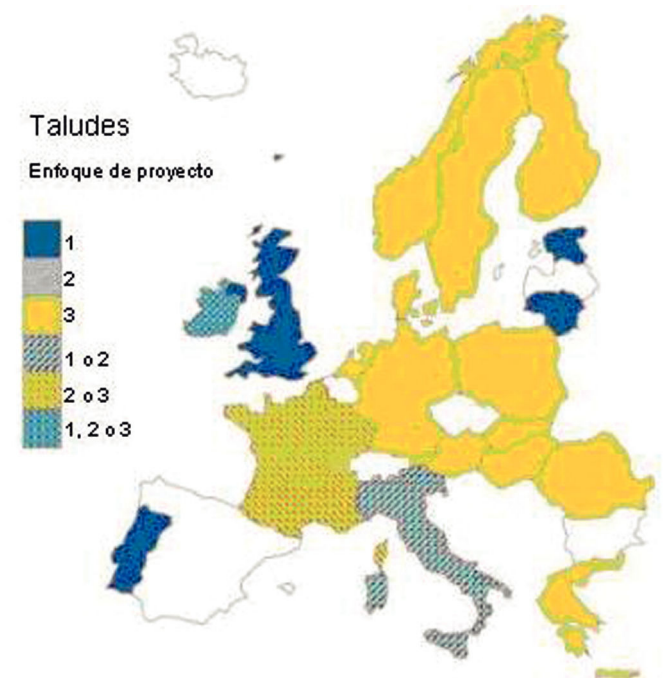 Taludes
Enfoque de proyecto
1
2
3
1 o 2
2 o 3
1, 2 o 3